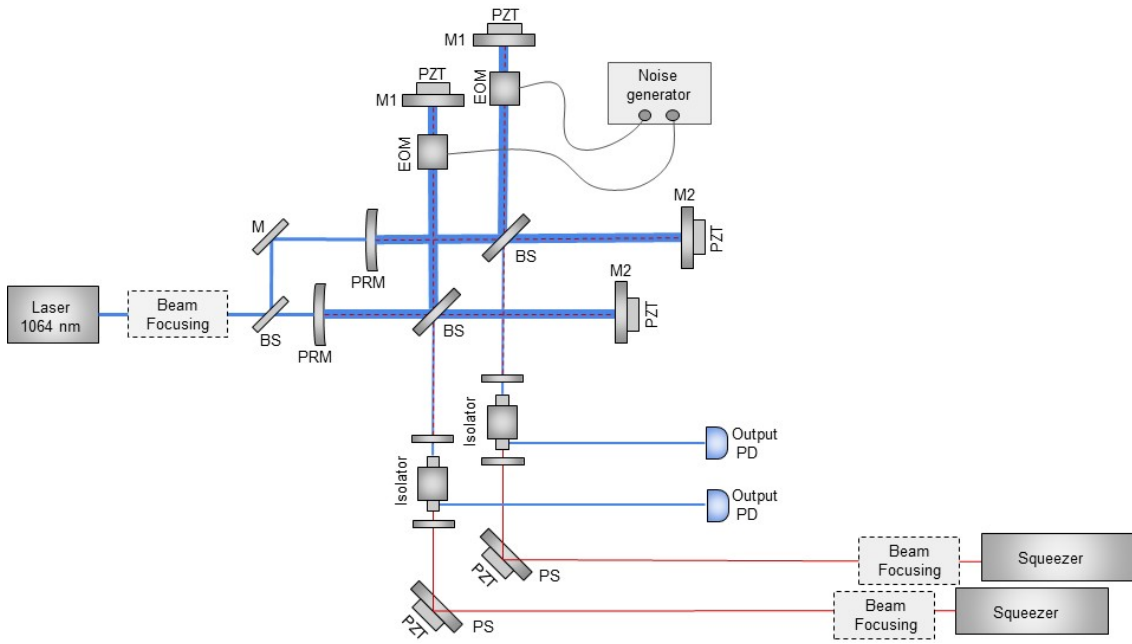 PZT
M1
PZT
M1
EOM
EOM
Noise
generator
M
M2
PZT
BS
PRM
M2
PZT
Laser
1064 nm
Beam
Focusing
BS
PRM
BS
Isolator
Output
PD
Isolator
Output
PD
PZT
PS
Beam
Focusing
Squeezer
PZT
PS
Beam
Focusing
Squeezer